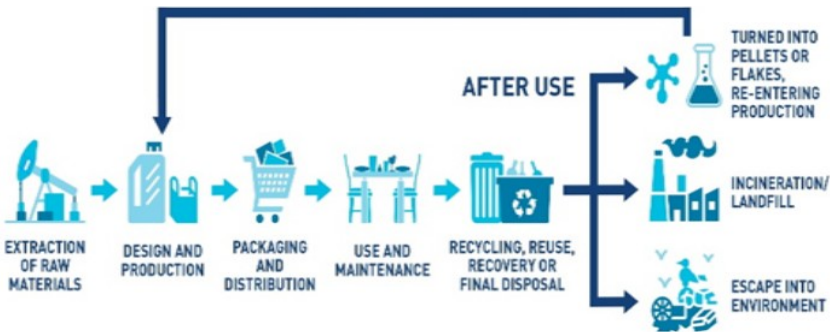 AFTER USE
TURNED INTO
PELLETS OR
FLAKES,
RE-ENTERING
PRODUCTION
EXTRACTION
OF RAW
MATERIALS
DESIGN AND
PRODUCTION
PACKAGING
AND
DISTRIBUTION
USE AND
MAINTENANCE
RECYCLING, REUSE,
RECOVERY OR
FINAL DISPOSAL
INCINERATION/
LANDFILL
ESCAPE INTO
ENVIRONMENT